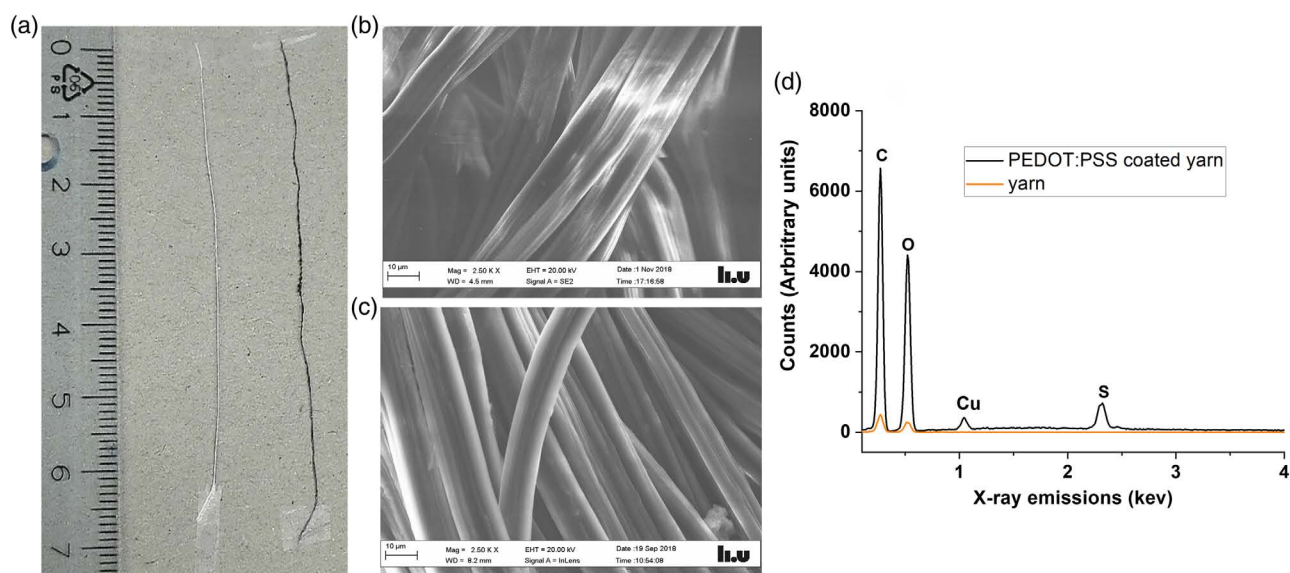 (a)
0
06
PS
1
2
3
4
5
6
7
(b)
10 µm
Mag = 2.50 K X
EHT = 20.00 kV
Date :1 Nov 2018
WD = 4.5 mm
Signal A = SE2
Time :17:16:58
li.u
(c)
10 µm
Mag = 2.50 K X
EHT = 20.00 kV
Date :19 Sep 2018
WD = 8.2 mm
Signal A = InLens
Time :10:54:08
li.u
(d)
8000
6000
4000
2000
0
Counts (Arbritrary units)
C
O
Cu
S
PEDOT:PSS coated yarn
yarn
1
2
3
4
X-ray emissions (kev)